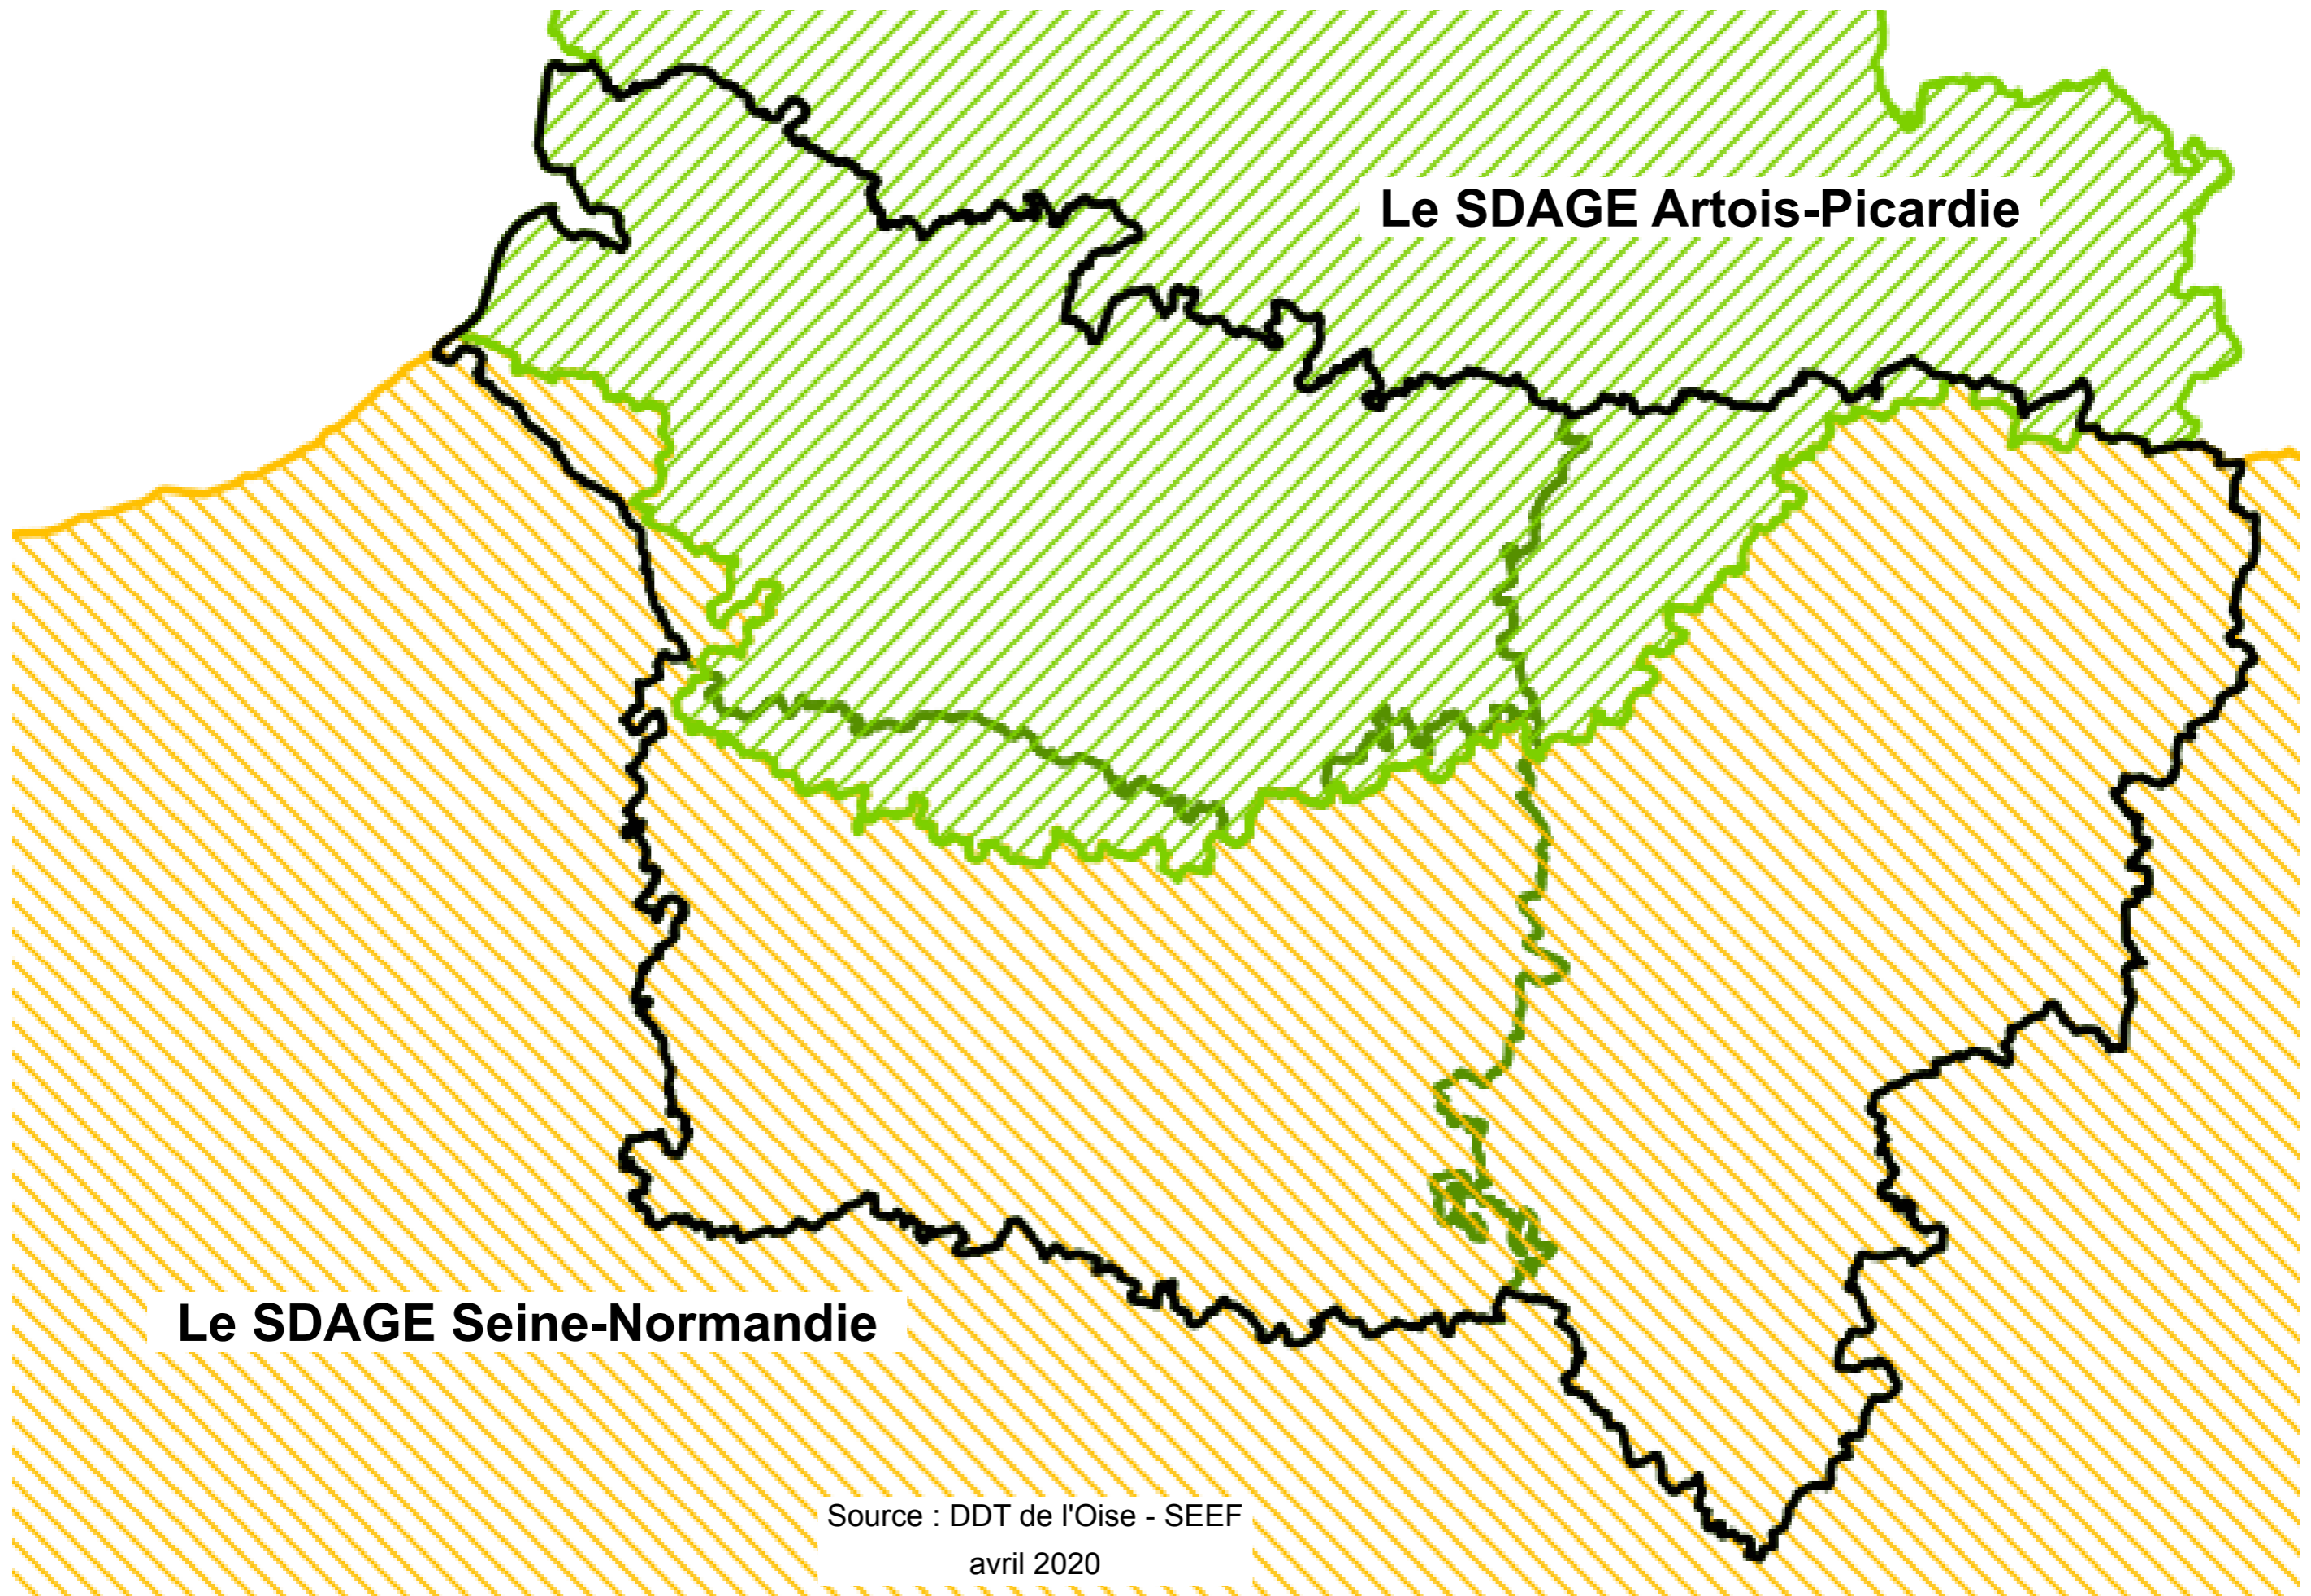 Le SDAGE Artois-Picardie
Le SDAGE Seine-Normandie
Source : DDT de l'Oise - SEEF
avril 2020